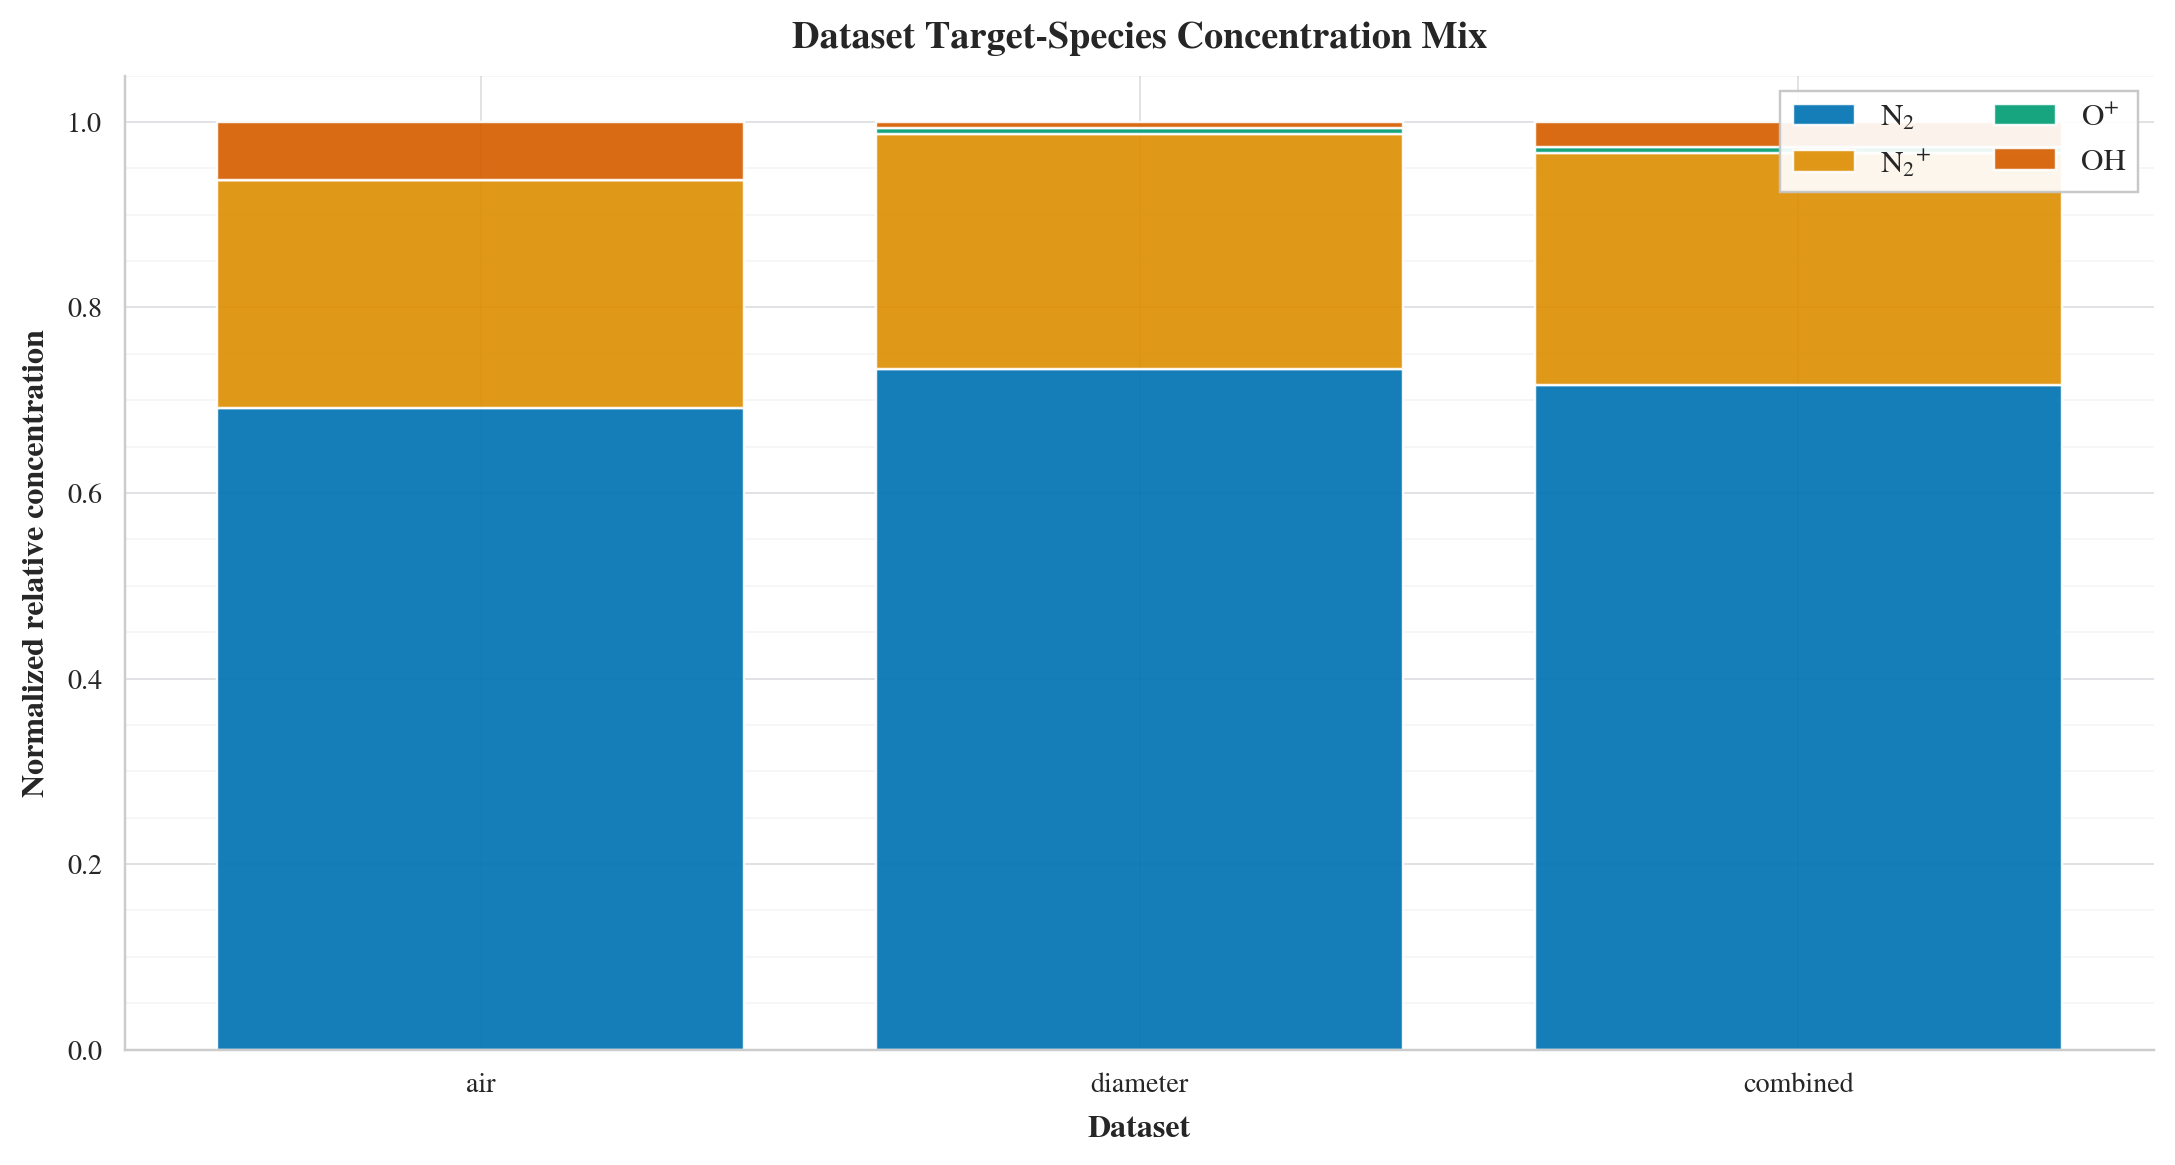 Dataset Target-Species Concentration Mix
N₂
O⁺
N₂⁺
OH
Normalized relative concentration
1.0
0.8
0.6
0.4
0.2
0.0
air
diameter
combined
Dataset